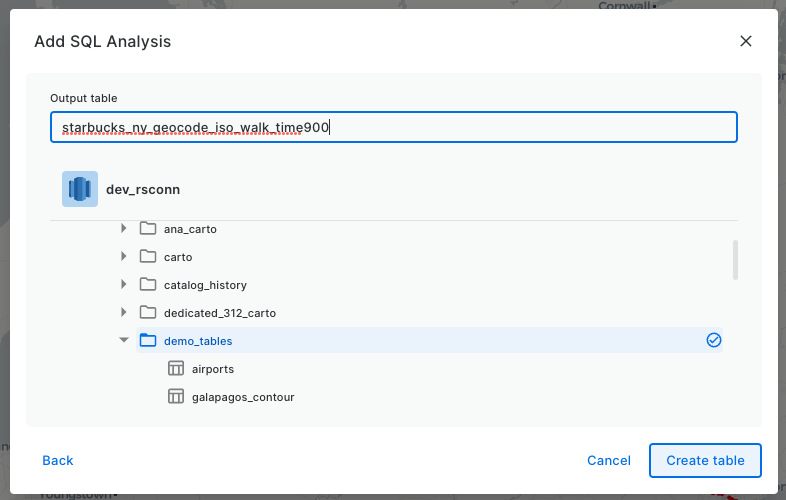 Cornwall
Add SQL Analysis
Output table
starbucks_ny_geocode_iso_walk_time900
dev_rsconn
ana_carto
carto
catalog_history
dedicated_312_carto
demo_tables
airports
galapagos_contour
Back
Cancel
Create table
Youngstown